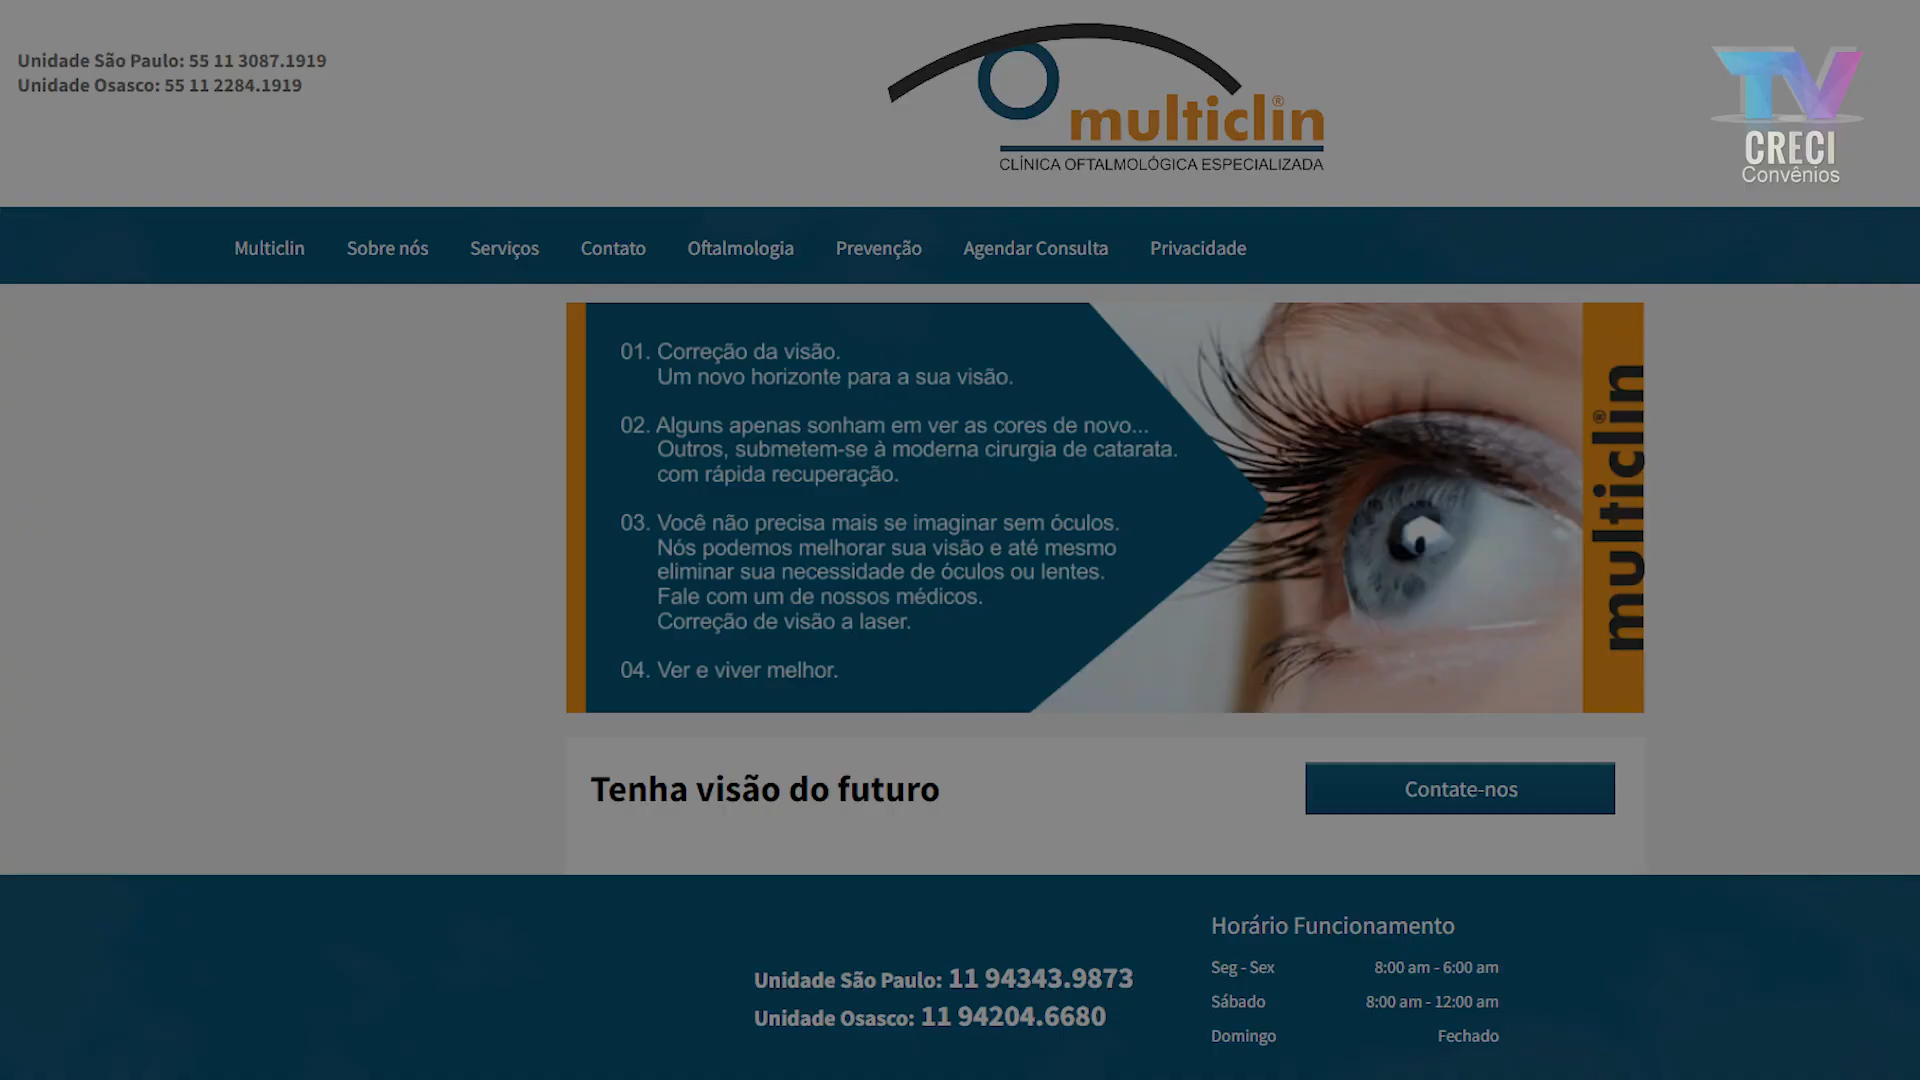 Unidade São Paulo: 55 11 3087.1919
Unidade Osasco: 55 11 2284.1919
multiclin®
CLÍNICA OFTALMOLÓGICA ESPECIALIZADA
TV
CRECI
Convênios
Multiclin Sobre nós Serviços Contato Oftalmologia Prevenção Agendar Consulta Privacidade
01. Correção da visão.
Um novo horizonte para a sua visão.
02. Alguns apenas sonham em ver as cores de novo...
Outros, submetem-se à moderna cirurgia de catarata.
com rápida recuperação.
03. Você não precisa mais se imaginar sem óculos.
Nós podemos melhorar sua visão e até mesmo
eliminar sua necessidade de óculos ou lentes.
Fale com um de nossos médicos.
Correção de visão a laser.
04. Ver e viver melhor.
multiclin®
Tenha visão do futuro
Contate-nos
Unidade São Paulo: 11 94343.9873
Unidade Osasco: 11 94204.6680
Horário Funcionamento
Seg - Sex 8:00 am - 6:00 am
Sábado 8:00 am - 12:00 am
Domingo Fechado